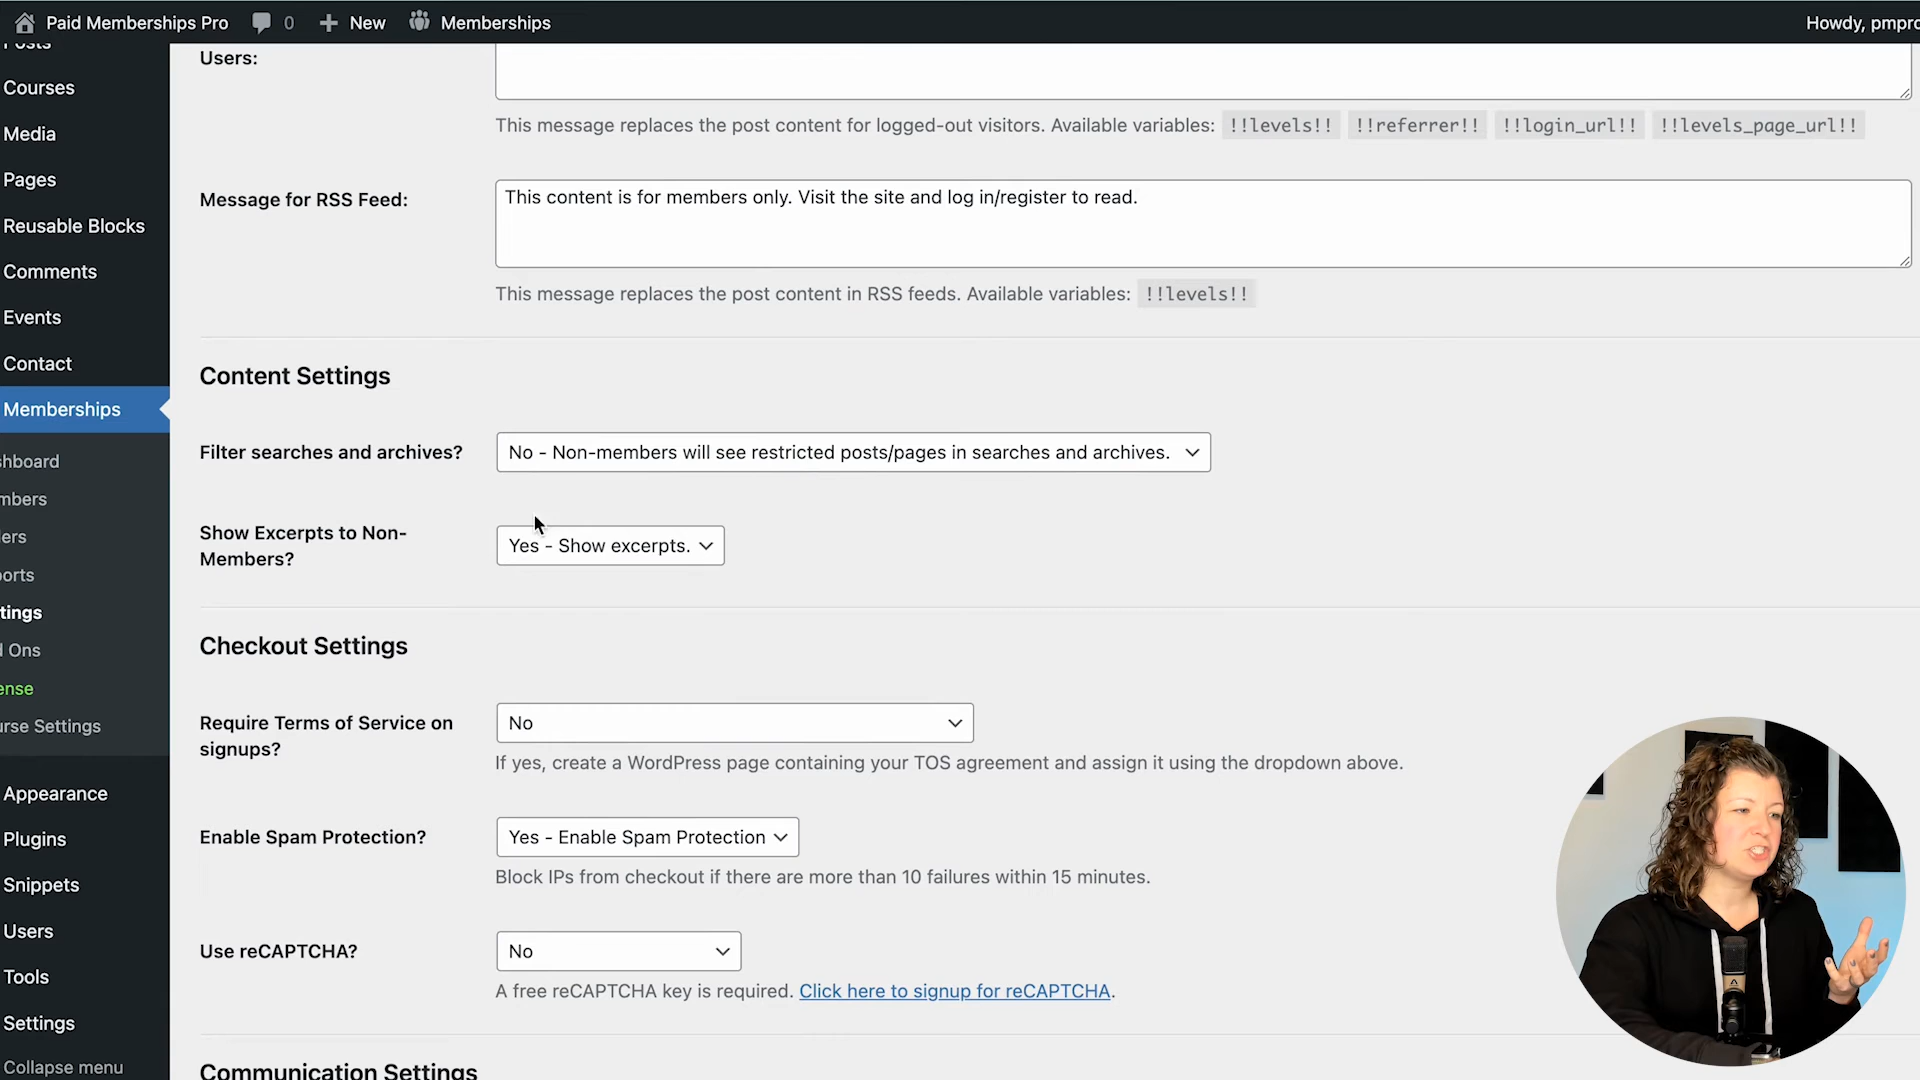 Paid Memberships Pro 0 New Memberships Howdy, pmpro
Posts
Courses
Media
Pages
Reusable Blocks
Comments
Events
Contact
Memberships
hboard
mbers
ers
orts
tings
d Ons
ense
urse Settings
Appearance
Plugins
Snippets
Users
Tools
Settings
Collapse menu
Users:
This message replaces the post content for logged-out visitors. Available variables: !!levels!! !!referrer!! !!login_url!! !!levels_page_url!!
Message for RSS Feed:
This content is for members only. Visit the site and log in/register to read.
This message replaces the post content in RSS feeds. Available variables: !!levels!!
Content Settings
Filter searches and archives?
No - Non-members will see restricted posts/pages in searches and archives.
Show Excerpts to Non-
Members?
Yes - Show excerpts.
Checkout Settings
Require Terms of Service on
signups?
No
If yes, create a WordPress page containing your TOS agreement and assign it using the dropdown above.
Enable Spam Protection?
Yes - Enable Spam Protection
Block IPs from checkout if there are more than 10 failures within 15 minutes.
Use reCAPTCHA?
No
A free reCAPTCHA key is required. Click here to signup for reCAPTCHA.
Communication Settings